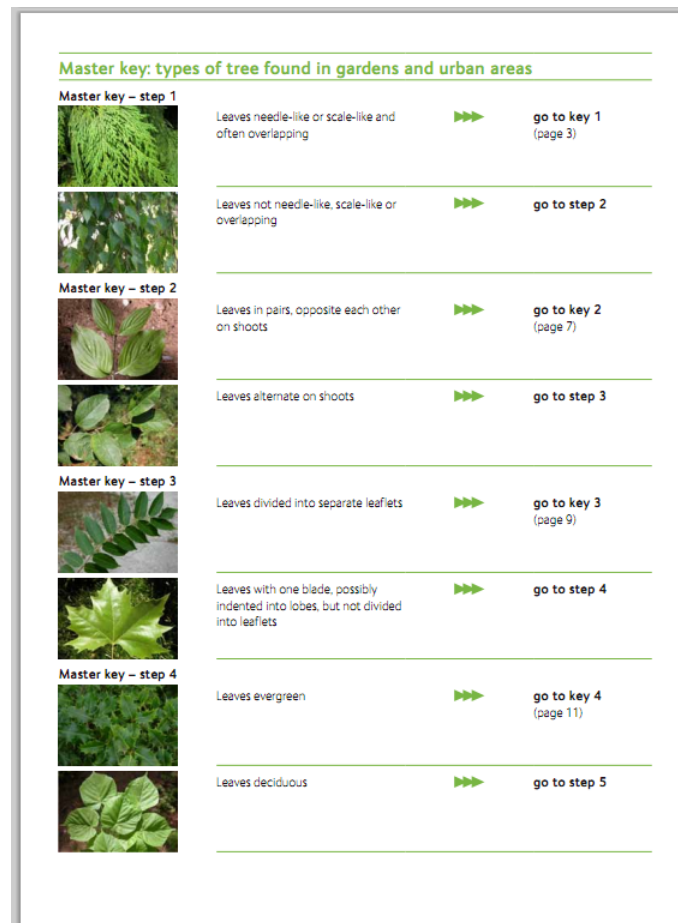 Master key: types of tree found in gardens and urban areas
Master key – step 1
Leaves needle-like or scale-like and
often overlapping
go to key 1
(page 3)
Leaves not needle-like, scale-like or
overlapping
go to step 2
Master key – step 2
Leaves in pairs, opposite each other
on shoots
go to key 2
(page 7)
Leaves alternate on shoots
go to step 3
Master key – step 3
Leaves divided into separate leaflets
go to key 3
(page 9)
Leaves with one blade, possibly
indented into lobes, but not divided
into leaflets
go to step 4
Master key – step 4
Leaves evergreen
go to key 4
(page 11)
Leaves deciduous
go to step 5